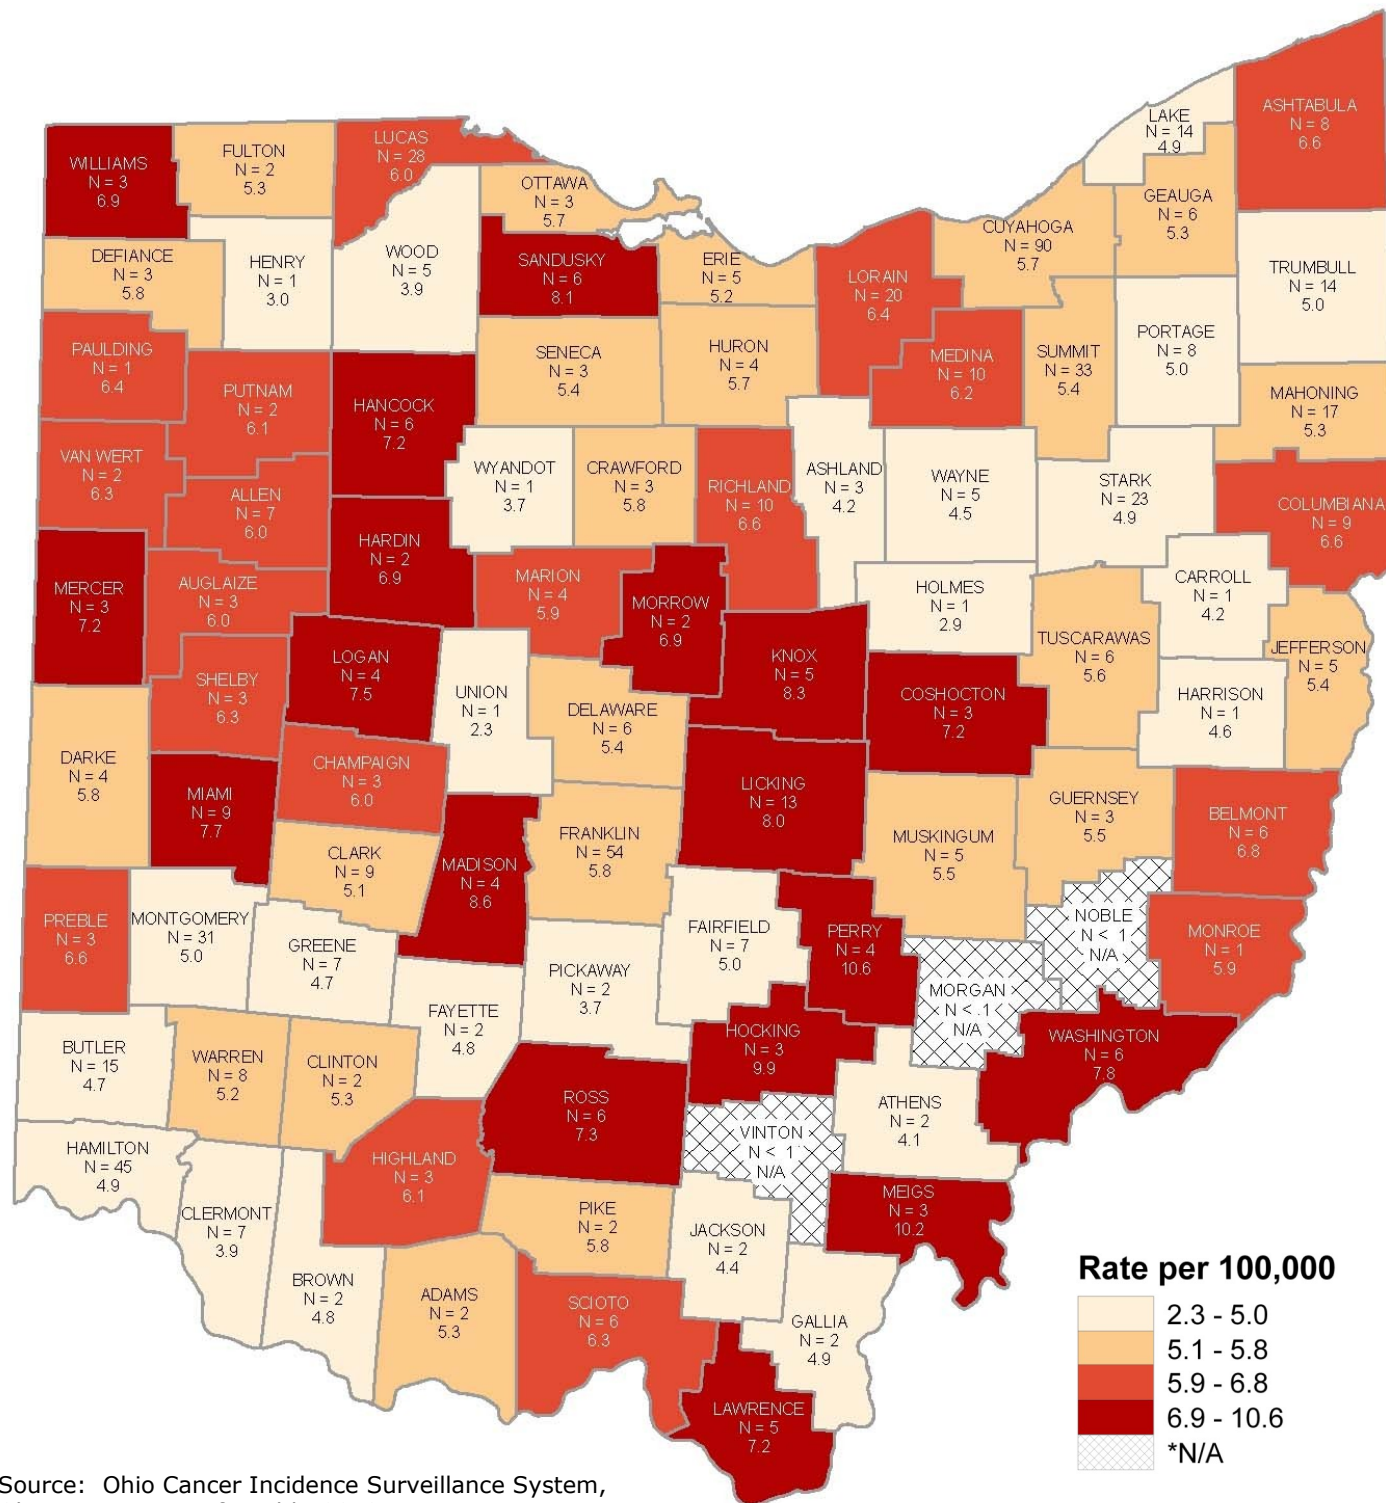 LAKE
N = 14
4.9
ASHTABULA
N = 8
6.6
WILLIAMS
N = 3
6.9
FULTON
N = 2
5.3
LUCAS
N = 28
6.0
OTTAWA
N = 3
5.7
GEAUGA
N = 6
5.3
CUYAHOGA
N = 90
5.7
DEFIANCE
N = 3
5.8
HENRY
N = 1
3.0
WOOD
N = 5
3.9
SANDUSKY
N = 6
8.1
ERIE
N = 5
5.2
LORAIN
N = 20
6.4
TRUMBULL
N = 14
5.0
PAULDING
N = 1
6.4
PUTNAM
N = 2
6.1
HANCOCK
N = 6
7.2
SENECA
N = 3
5.4
HURON
N = 4
5.7
MEDINA
N = 10
6.2
SUMMIT
N = 33
5.4
PORTAGE
N = 8
5.0
MAHONING
N = 17
5.3
VAN WERT
N = 2
6.3
ALLEN
N = 7
6.0
WYANDOT
N = 1
3.7
CRAWFORD
N = 3
5.8
RICHLAND
N = 10
6.6
ASHLAND
N = 3
4.2
WAYNE
N = 5
4.5
STARK
N = 23
4.9
COLUMBIANA
N = 9
6.6
MERCER
N = 3
7.2
AUGLAIZE
N = 3
6.0
HARDIN
N = 2
6.9
MARION
N = 4
5.9
MORROW
N = 2
6.9
HOLMES
N = 1
2.9
CARROLL
N = 1
4.2
TUSCARAWAS
N = 6
5.6
JEFFERSON
N = 5
5.4
SHELBY
N = 3
6.3
LOGAN
N = 4
7.5
UNION
N = 1
2.3
DELAWARE
N = 6
5.4
KNOX
N = 5
8.3
COSHOCTON
N = 3
7.2
HARRISON
N = 1
4.6
DARKE
N = 4
5.8
MIAMI
N = 9
7.7
CHAMPAIGN
N = 3
6.0
LICKING
N = 13
8.0
GUERNSEY
N = 3
5.5
BELMONT
N = 6
6.8
CLARK
N = 9
5.1
MADISON
N = 4
8.6
FRANKLIN
N = 54
5.8
MUSKINGUM
N = 5
5.5
PREBLE
N = 3
6.6
MONTGOMERY
N = 31
5.0
GREENE
N = 7
4.7
FAIRFIELD
N = 7
5.0
PERRY
N = 4
10.6
NOBLE
N < 1
N/A
MONROE
N = 1
5.9
PICKAWAY
N = 2
3.7
MORGAN
N < .1
N/A
FAYETTE
N = 2
4.8
HOCKING
N = 3
9.9
WASHINGTON
N = 6
7.8
BUTLER
N = 15
4.7
WARREN
N = 8
5.2
CLINTON
N = 2
5.3
ROSS
N = 6
7.3
VINTON
N < 1
N/A
ATHENS
N = 2
4.1
HAMILTON
N = 45
4.9
HIGHLAND
N = 3
6.1
MEIGS
N = 3
10.2
CLERMONT
N = 7
3.9
PIKE
N = 2
5.8
JACKSON
N = 2
4.4
BROWN
N = 2
4.8
ADAMS
N = 2
5.3
SCIOTO
N = 6
6.3
GALLIA
N = 2
4.9
LAWRENCE
N = 5
7.2
Rate per 100,000
2.3 - 5.0
5.1 - 5.8
5.9 - 6.8
6.9 - 10.6
*N/A
Source: Ohio Cancer Incidence Surveillance System,